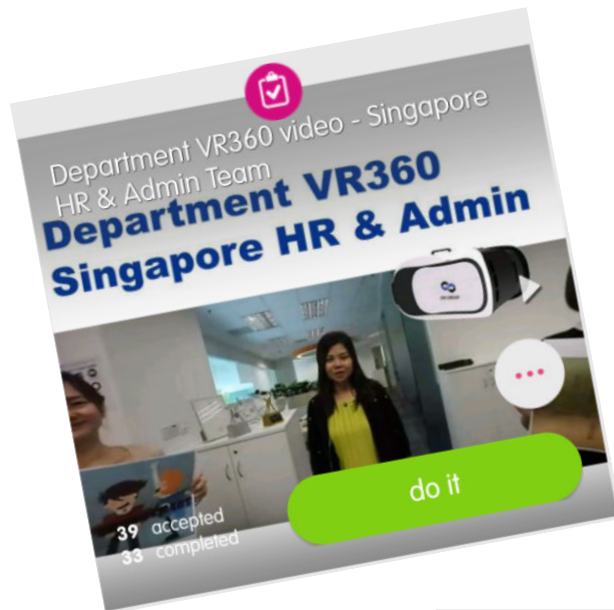 Department VR360 video - Singapore
HR & Admin Team
Department VR360
Singapore HR & Admin
do it
39 accepted
33 completed